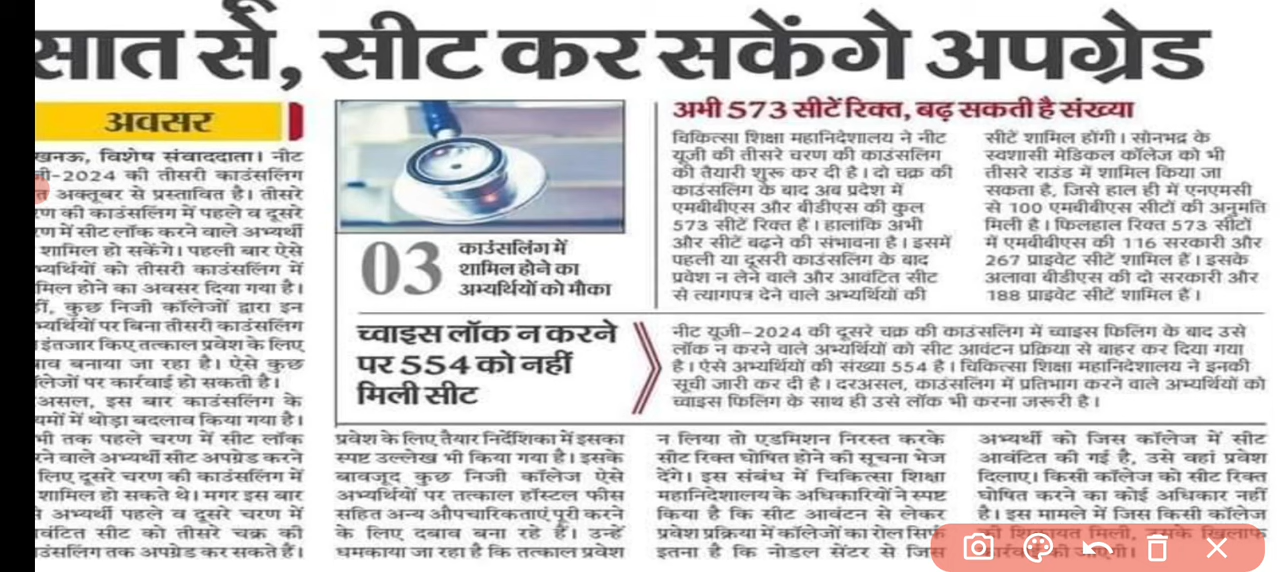 सात से, सीट कर सकेंगे अपग्रेड
अवसर
विशेष संवाददाता। नीट
2024 की तीसरी काउंसलिंग
अक्तूबर से प्रस्तावित है। तीसरे
की काउंसलिंग में पहले व दूसरे
में सीट लॉक करने वाले अभ्यर्थी
शामिल हो सकेंगे। पहली बार ऐसे
को तीसरी काउंसलिंग में
होने का अवसर दिया गया है।
कुछ निजी कॉलेजों द्वारा इन
पर बिना तीसरी काउंसलिंग
इंतजार किए तत्काल प्रवेश के लिए
बनाया जा रहा है। ऐसे कुछ
पर कार्रवाई हो सकती है।
इस बार काउंसलिंग के
में थोड़ा बदलाव किया गया है।
तक पहले चरण में सीट लॉक
वाले अभ्यर्थी सीट अपग्रेड करने
लिए दूसरे चरण की काउंसलिंग में
शामिल हो सकते थे। मगर इस बार
अभ्यर्थी पहले व दूसरे चरण में
सीट को तीसरे चक्र की
तक अपग्रेड कर सकते हैं।
03 काउंसलिंग में
शामिल होने का
अभ्यर्थियों को मौका
अभी 573 सीटें रिक्त, बढ़ सकती है संख्या
चिकित्सा शिक्षा महानिदेशालय ने नीट
यूजी की तीसरे चरण की काउंसलिंग
की तैयारी शुरू कर दी है। दो चक्र की
काउंसलिंग के बाद अब प्रदेश में
एमबीबीएस और बीडीएस की कुल
573 सीटें रिक्त हैं। हालांकि अभी
और सीटें बढ़ने की संभावना है। इसमें
पहली या दूसरी काउंसलिंग के बाद
प्रवेश न लेने वाले और आवंटित सीट
से त्यागपत्र देने वाले अभ्यर्थियों की
सीटें शामिल होंगी। सोनभद्र के
स्वशासी मेडिकल कॉलेज को भी
तीसरे राउंड में शामिल किया जा
सकता है, जिसे हाल ही में एनएमसी
से 100 एमबीबीएस सीटों की अनुमति
मिली है। फिलहाल रिक्त 573 सीटों
में एमबीबीएस की 116 सरकारी और
267 प्राइवेट सीटें शामिल हैं। इसके
अलावा बीडीएस की दो सरकारी और
188 प्राइवेट सीटें शामिल हैं।
च्वाइस लॉक न करने
पर 554 को नहीं
मिली सीट
नीट यूजी-2024 की दूसरे चक्र की काउंसलिंग में च्वाइस फिलिंग के बाद उसे
लॉक न करने वाले अभ्यर्थियों को सीट आवंटन प्रक्रिया से बाहर कर दिया गया
है। ऐसे अभ्यर्थियों की संख्या 554 है। चिकित्सा शिक्षा महानिदेशालय ने इनकी
सूची जारी कर दी है। दरअसल, काउंसलिंग में प्रतिभाग करने वाले अभ्यर्थियों को
च्वाइस फिलिंग के साथ ही उसे लॉक भी करना जरूरी है।
प्रवेश के लिए तैयार निर्देशिका में इसका
स्पष्ट उल्लेख भी किया गया है। इसके
बावजूद कुछ निजी कॉलेज ऐसे
अभ्यर्थियों पर तत्काल हॉस्टल फीस
सहित अन्य औपचारिकताएं पूरी करने
के लिए दबाव बना रहे हैं। उन्हें
धमकाया जा रहा है कि तत्काल प्रवेश
न लिया तो एडमिशन निरस्त करके
सीट रिक्त घोषित होने की सूचना भेज
देंगे। इस संबंध में चिकित्सा शिक्षा
महानिदेशालय के अधिकारियों ने स्पष्ट
किया है कि सीट आवंटन से लेकर
प्रवेश प्रक्रिया में कॉलेजों का रोल सिर्फ
इतना है कि नोडल सेंटर से जिस
अभ्यर्थी को जिस कॉलेज में सीट
आवंटित की गई है, उसे वहां प्रवेश
दिलाए। किसी कॉलेज को सीट रिक्त
घोषित करने का कोई अधिकार नहीं
है। इस मामले में जिस किसी कॉलेज
की शिकायत मिली, उसके खिलाफ
कार्रवाई की जाएगी।